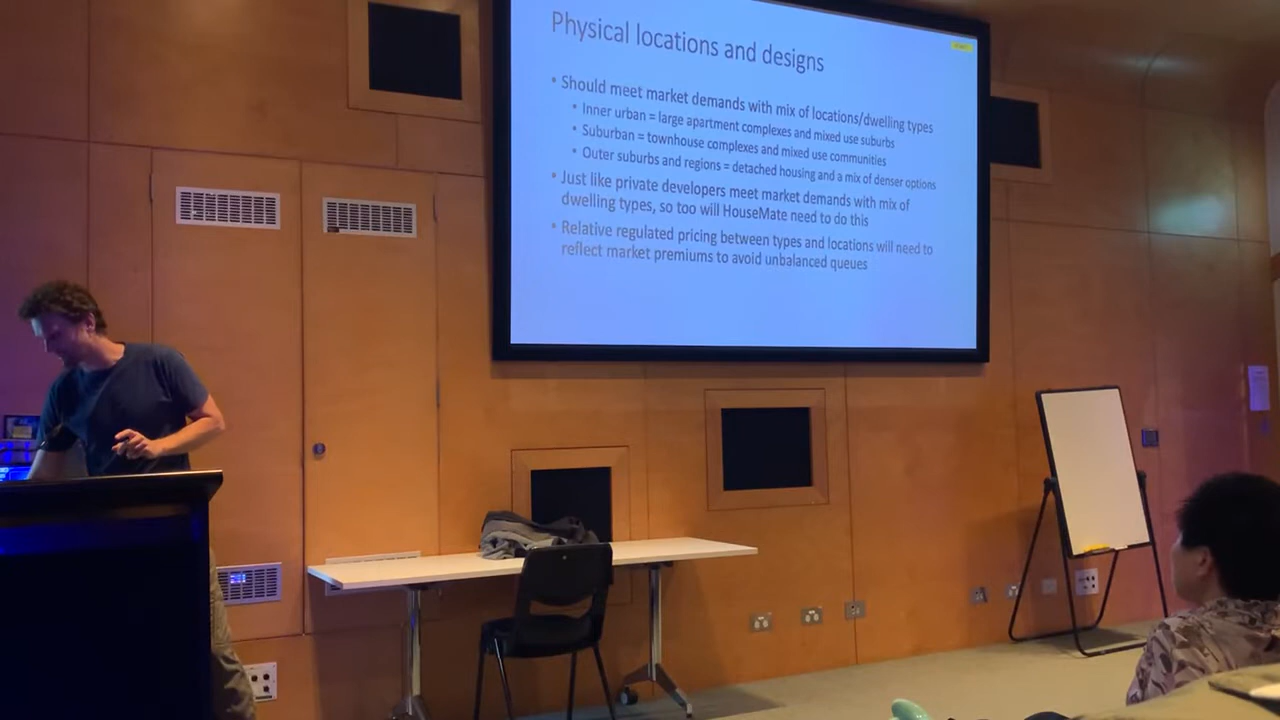 Physical locations and designs
• Should meet market demands with mix of locations/dwelling types
• Inner urban = large apartment complexes and mixed use suburbs
• Suburban = townhouse complexes and mixed use communities
• Outer suburbs and regions = detached housing and a mix of denser options
• Just like private developers meet market demands with mix of
dwelling types, so too will HouseMate need to do this
• Relative regulated pricing between types and locations will need to
reflect market premiums to avoid unbalanced queues